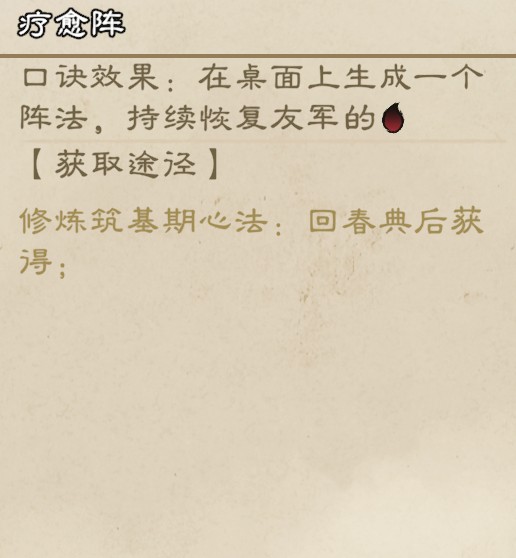 疗愈阵
口诀效果：在桌面上生成一个
阵法，持续恢复友军的
【获取途径】
修炼筑基期心法：回春典后获
得；